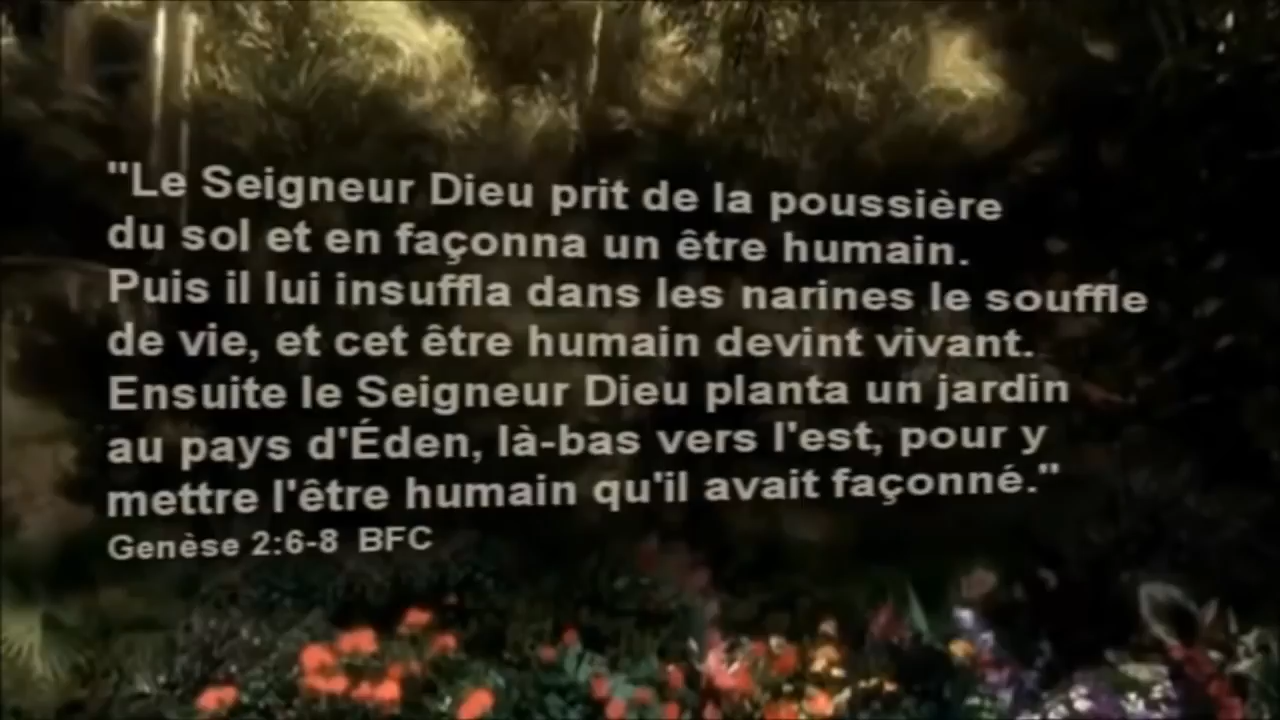 "Le Seigneur Dieu prit de la poussière
du sol et en façonna un être humain.
Puis il lui insuffla dans les narines le souffle
de vie, et cet être humain devint vivant.
Ensuite le Seigneur Dieu planta un jardin
au pays d'Éden, là-bas vers l'est, pour y
mettre l'être humain qu'il avait façonné."
Genèse 2:6-8 BFC